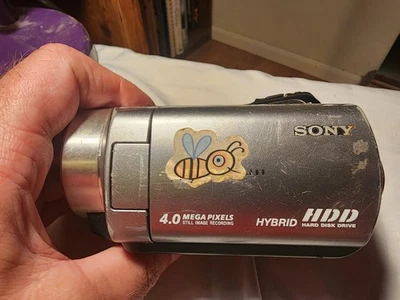 SONY
4.0 MEGA PIXELS
STILL IMAGE RECORDING
HYBRID HDD
HARD DISK DRIVE